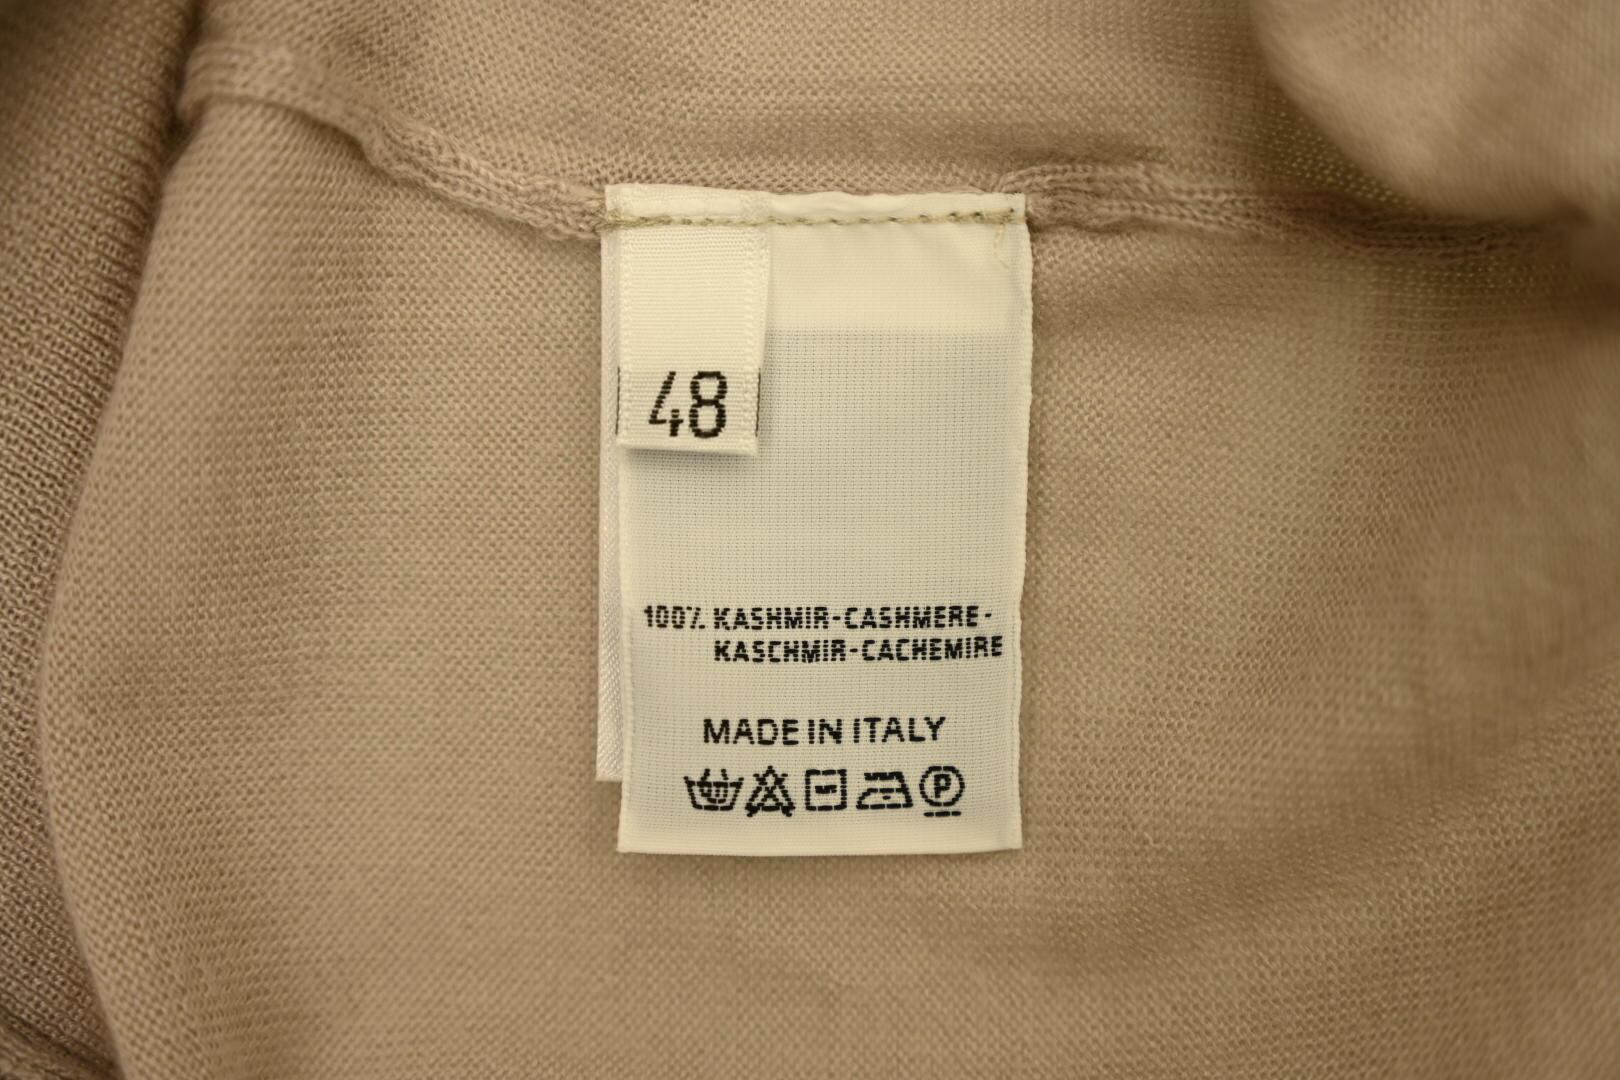 48
100% KASHMIR-CASHMERE-
KASCHMIR-CACHEMIRE
MADE IN ITALY
P